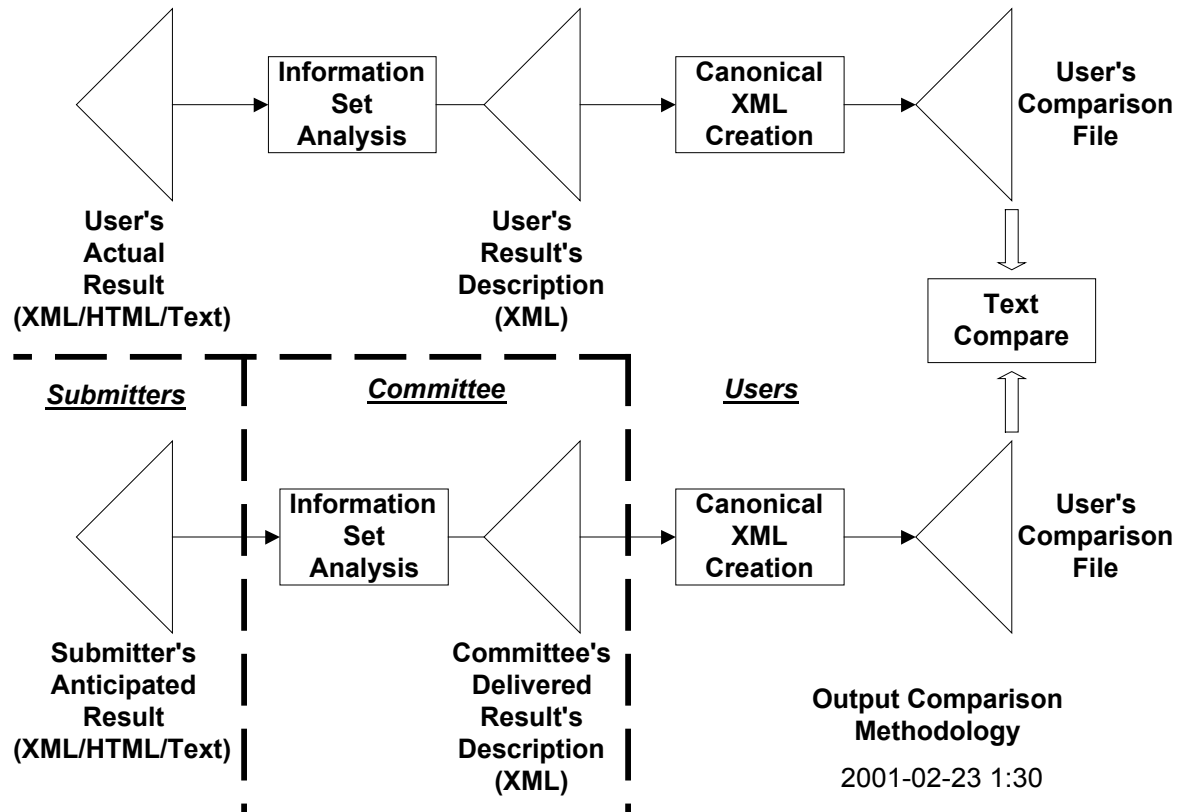 Information
Set
Analysis
Canonical
XML
Creation
User's
Comparison
File
User's
Actual
Result
(XML/HTML/Text)
User's
Result's
Description
(XML)
Text
Compare
Submitters
Committee
Users
Information
Set
Analysis
Canonical
XML
Creation
User's
Comparison
File
Submitter's
Anticipated
Result
(XML/HTML/Text)
Committee's
Delivered
Result's
Description
(XML)
Output Comparison
Methodology
2001-02-23 1:30